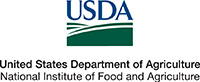 USDA
United States Department of Agriculture
National Institute of Food and Agriculture